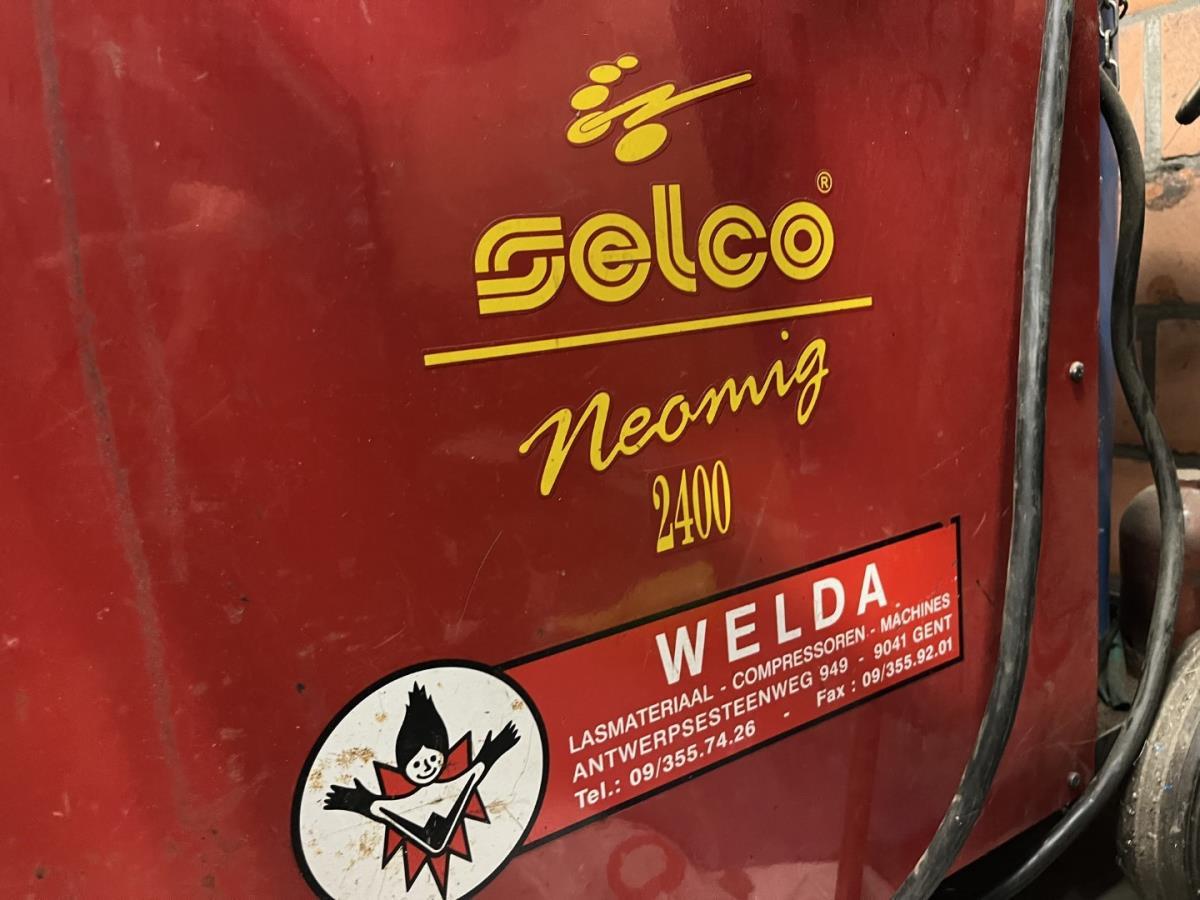 selco®
Neomig
2400
WELDA
LASMATERIAAL - COMPRESSOREN - MACHINES
ANTWERPSESTEENWEG 949 - 9041 GENT
Tel.: 09/355.74.26 - Fax : 09/355.92.01